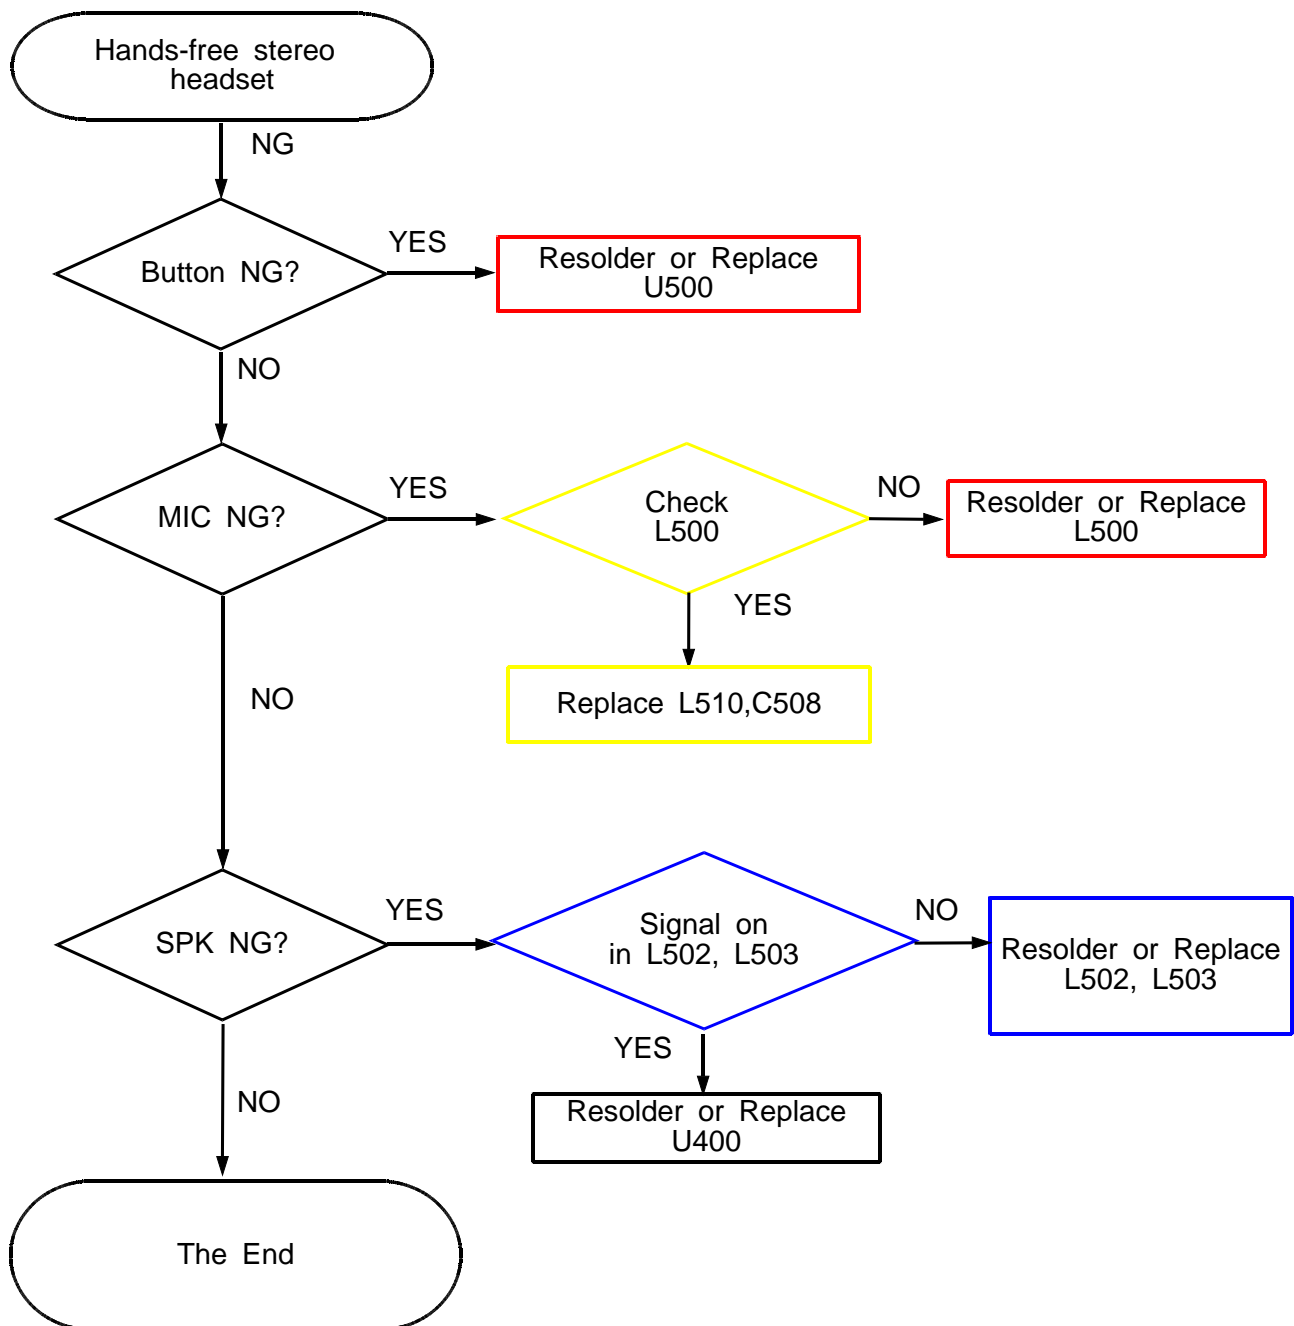 Hands-free stereo
headset
NG
Button NG?
YES
Resolder or Replace
U500
NO
MIC NG?
YES
Check
L500
NO
Resolder or Replace
L500
YES
Replace L510,C508
NO
SPK NG?
YES
Signal on
in L502, L503
NO
Resolder or Replace
L502, L503
YES
Resolder or Replace
U400
NO
The End